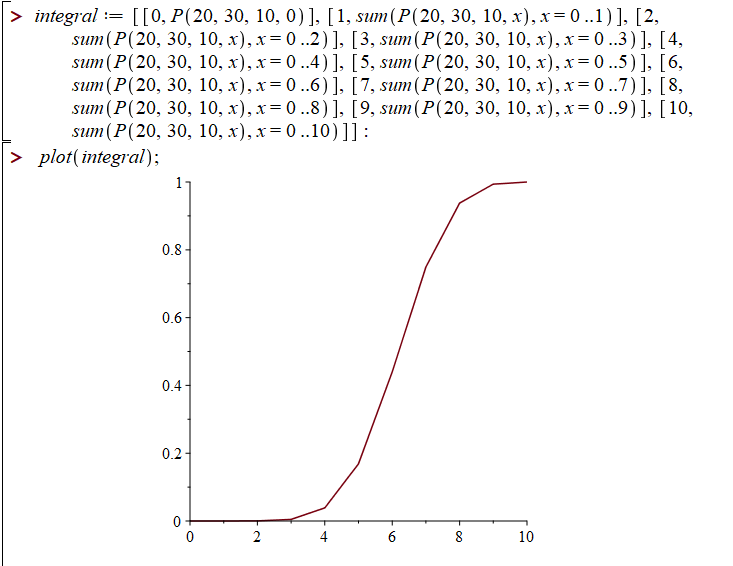 > integral := [[0, P(20, 30, 10, 0)], [1, sum(P(20, 30, 10, x), x = 0 ..1)], [2,
sum(P(20, 30, 10, x), x = 0 ..2)], [3, sum(P(20, 30, 10, x), x = 0 ..3)], [4,
sum(P(20, 30, 10, x), x = 0 ..4)], [5, sum(P(20, 30, 10, x), x = 0 ..5)], [6,
sum(P(20, 30, 10, x), x = 0 ..6)], [7, sum(P(20, 30, 10, x), x = 0 ..7)], [8,
sum(P(20, 30, 10, x), x = 0 ..8)], [9, sum(P(20, 30, 10, x), x = 0 ..9)], [10,
sum(P(20, 30, 10, x), x = 0 ..10)]] :
> plot(integral);
1
0.8
0.6
0.4
0.2
0
0 2 4 6 8 10